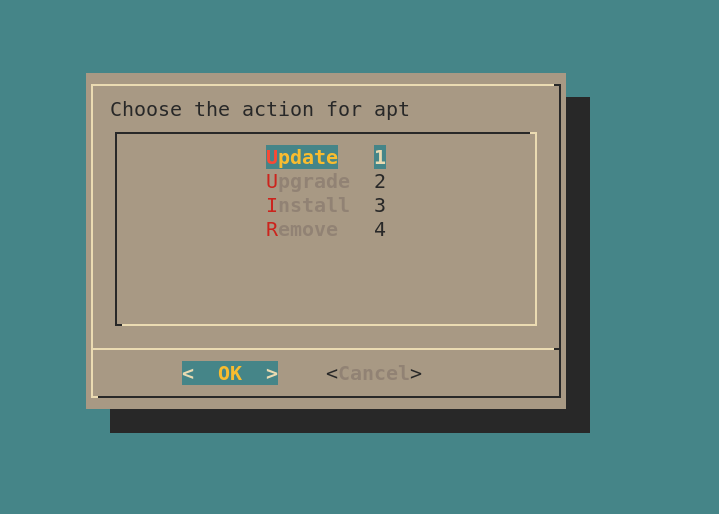 Choose the action for apt
Update 1
Upgrade 2
Install 3
Remove 4
<  OK  > <Cancel>